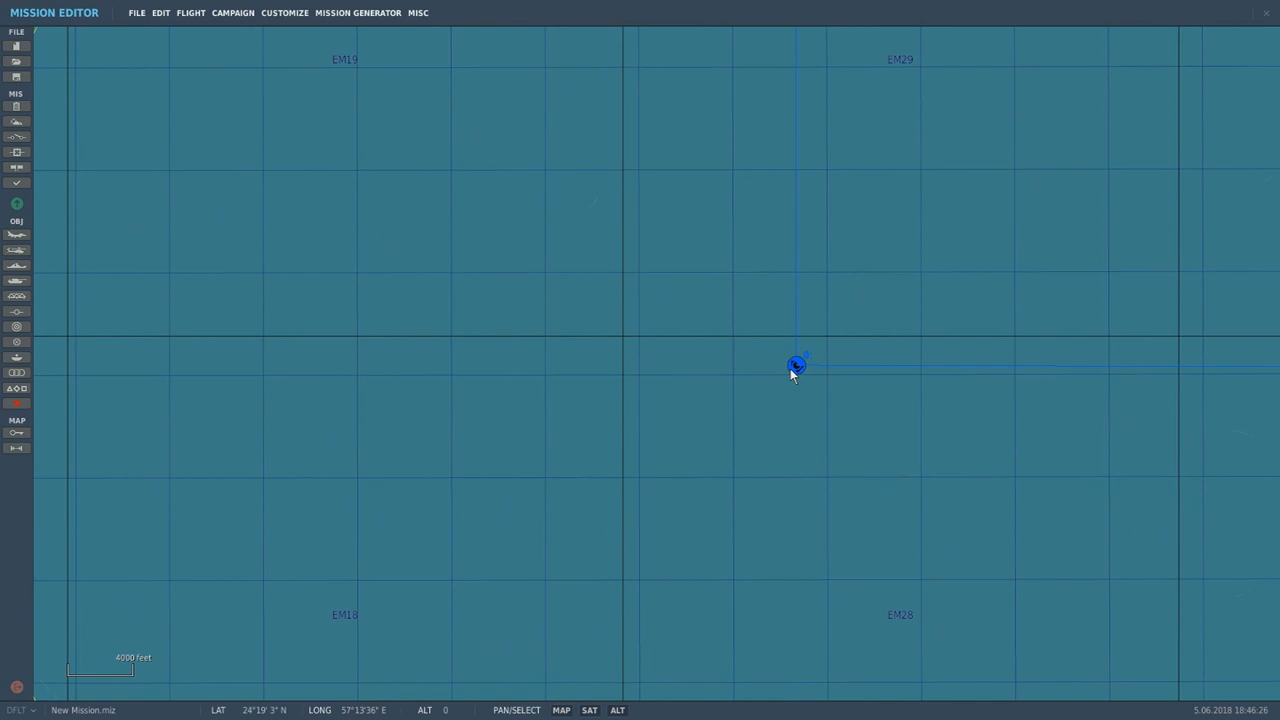 MISSION EDITOR FILE EDIT FLIGHT CAMPAIGN CUSTOMIZE MISSION GENERATOR MISC
FILE
EM19
EM29
MIS
OBJ
MAP
EM18
EM28
4000 feet
DFLT New Mission.miz LAT 24°19' 3" N LONG 57°13'36" E ALT 0 PAN/SELECT MAP SAT ALT 5.06.2018 18:46:26